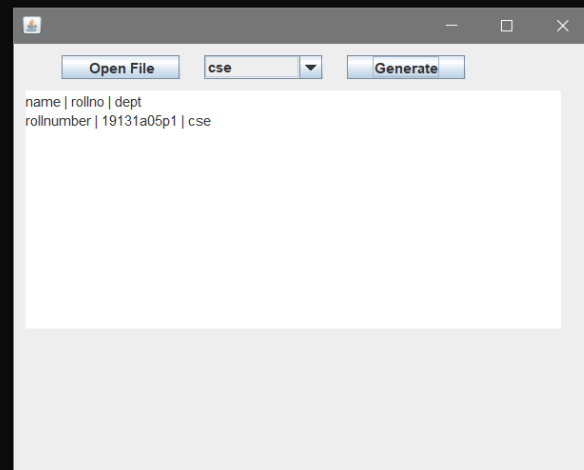 Open File cse Generate
name | rollno | dept
rollnumber | 19131a05p1 | cse